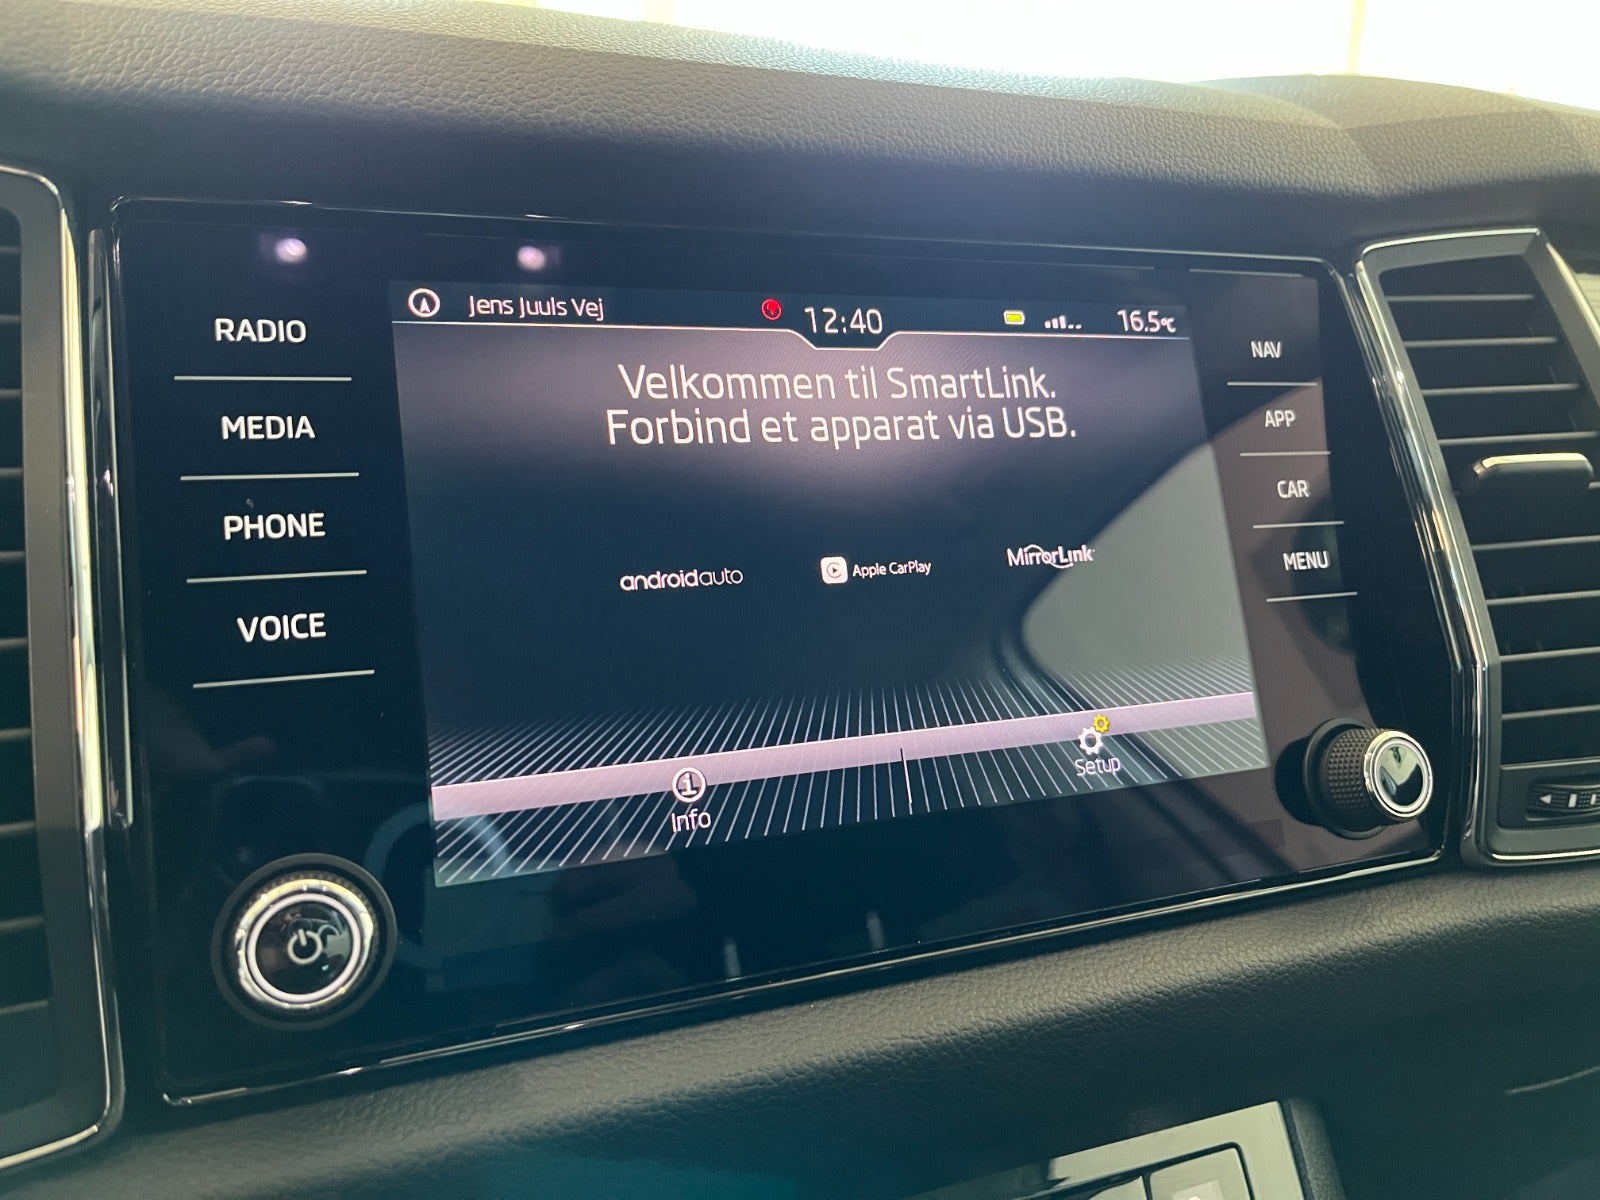 Jens Juuls Vej
12:40
16.5°C
RADIO
MEDIA
PHONE
VOICE
Velkommen til SmartLink.
Forbind et apparat via USB.
androidauto
Apple CarPlay
MirrorLink
Info
Setup
NAV
APP
CAR
MENU